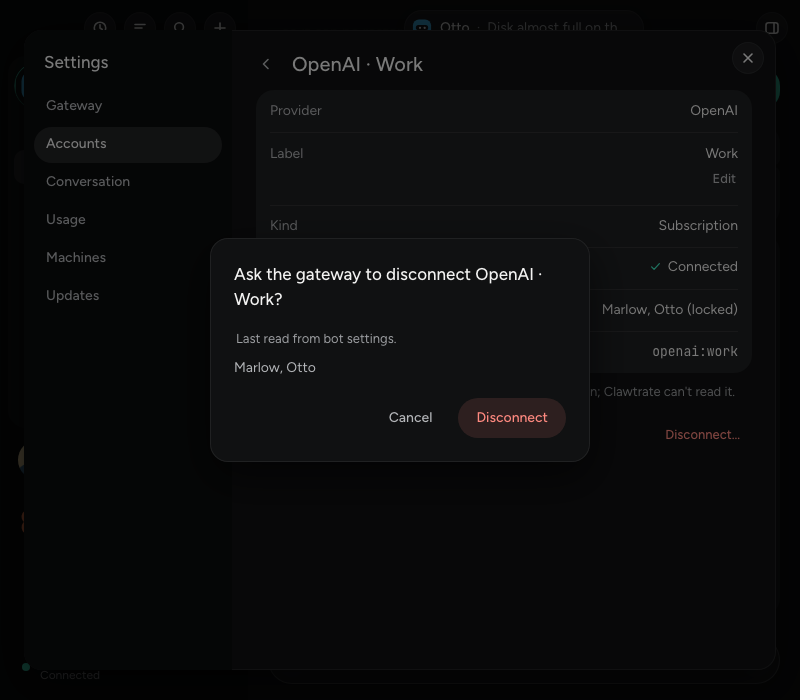 Otto · Disk almost full on th
Settings
OpenAI · Work
Gateway
Accounts
Conversation
Usage
Machines
Updates
Provider
OpenAI
Label
Work
Edit
Kind
Subscription
Connected
Marlow, Otto (locked)
openai:work
Clawtrate can't read it.
Disconnect...
Ask the gateway to disconnect OpenAI ·
Work?
Last read from bot settings.
Marlow, Otto
Cancel
Disconnect
Connected